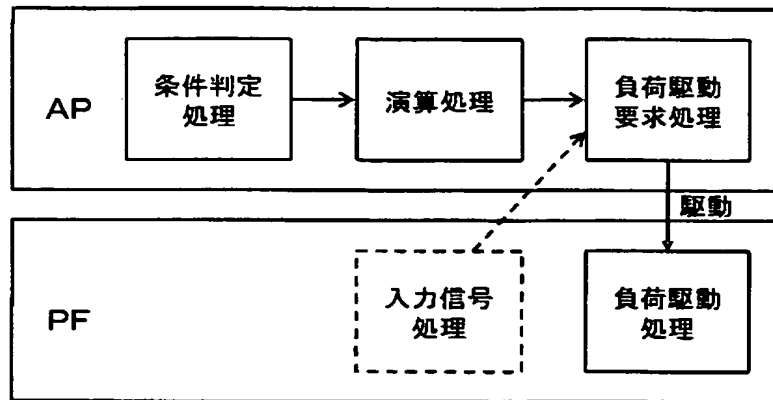 AP
条件判定
処理
演算処理
負荷駆動
要求処理
駆動
PF
入力信号
処理
負荷駆動
処理